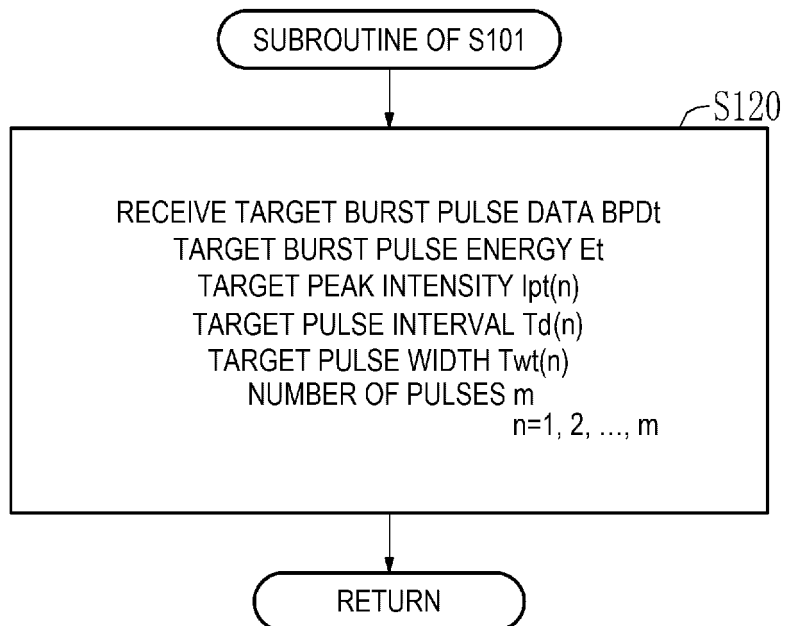 SUBROUTINE OF S101
S120
RECEIVE TARGET BURST PULSE DATA BPDt
TARGET BURST PULSE ENERGY Et
TARGET PEAK INTENSITY Ipt(n)
TARGET PULSE INTERVAL Td(n)
TARGET PULSE WIDTH Twt(n)
NUMBER OF PULSES m
n=1, 2, ..., m
RETURN